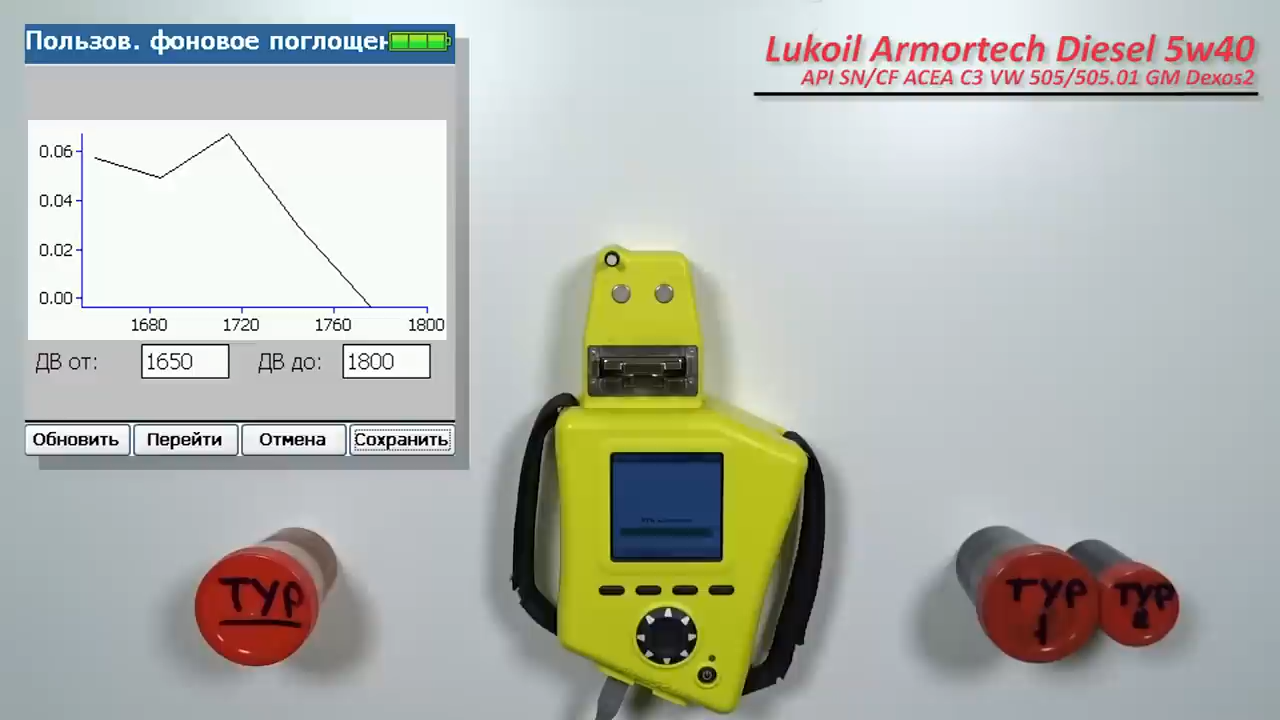 Пользов. фоновое поглощен
Lukoil Armortech Diesel 5w40
API SN/CF ACEA C3 VW 505/505.01 GM Dexos2
0.06
0.04
0.02
0.00
1680 1720 1760 1800
ДВ от: 1650 ДВ до: 1800
Обновить Перейти Отмена Сохранить
ТУР
ТУР
1
ТУР
2